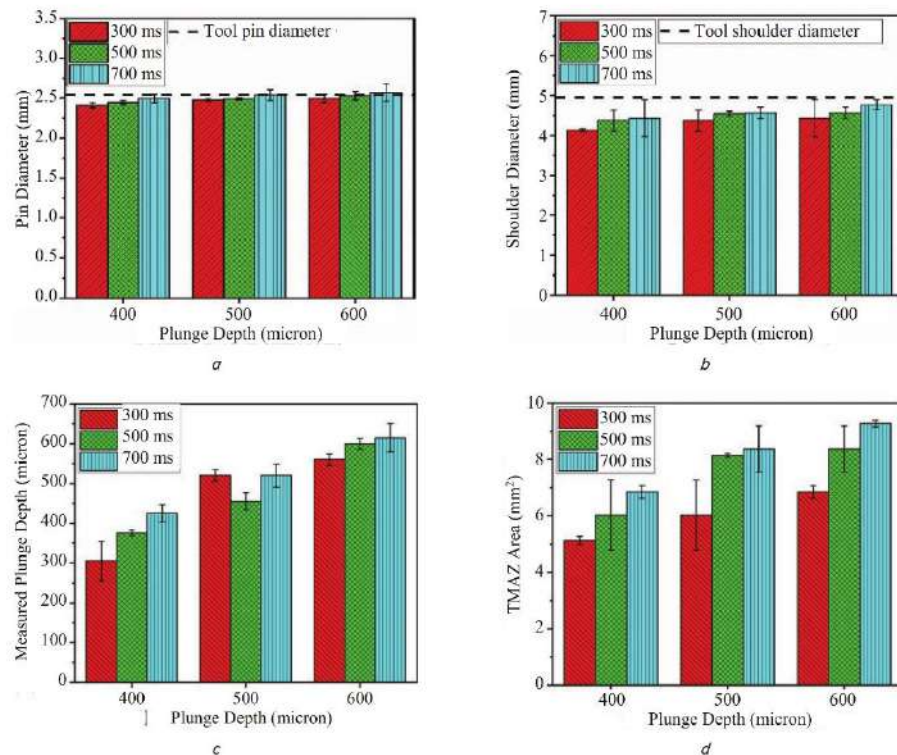 3.5
3.0
2.5
2.0
1.5
1.0
0.5
0.0
Pin Diameter (mm)
300 ms
500 ms
700 ms
Tool pin diameter
400 500 600
Plunge Depth (micron)
a
7
6
5
4
3
2
1
0
Shoulder Diameter (mm)
300 ms
500 ms
700 ms
Tool shoulder diameter
400 500 600
Plunge Depth (micron)
b
700
600
500
400
300
200
100
0
Measured Plunge Depth (micron)
300 ms
500 ms
700 ms
400 500 600
Plunge Depth (micron)
c
10
8
6
4
2
0
TMAZ Area (mm²)
300 ms
500 ms
700 ms
400 500 600
Plunge Depth (micron)
d